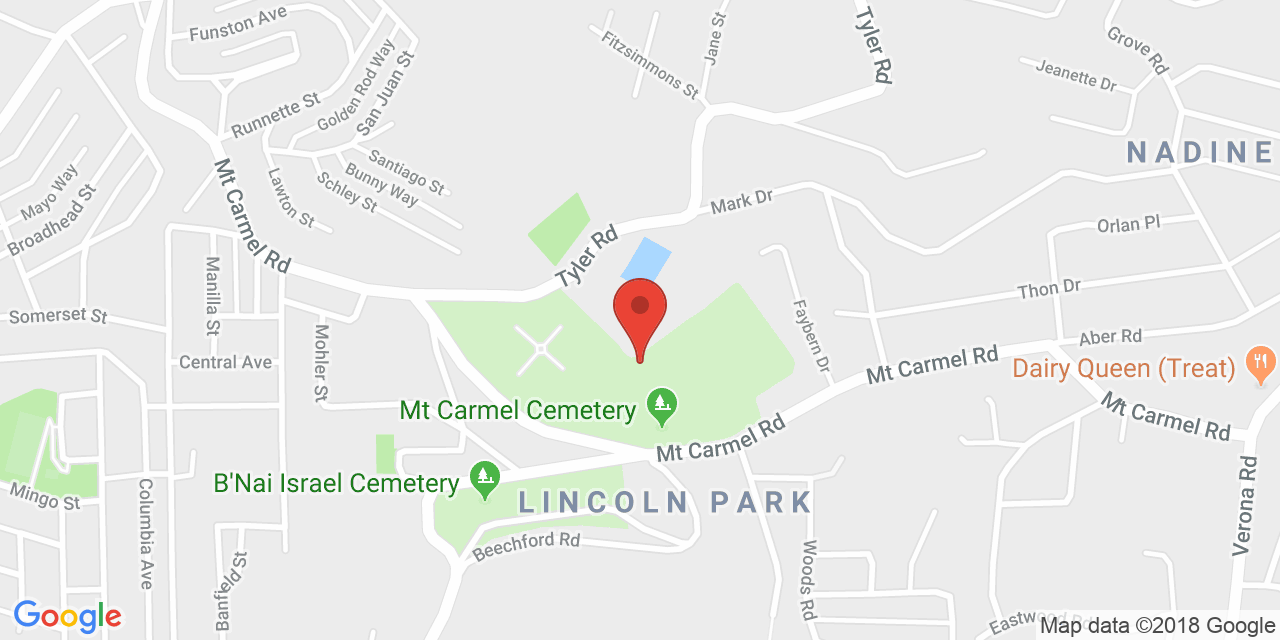 Funston Ave
Golden Rod Way
San Juan St
Runnette St
Fitzsimmons St
Jane St
Tyler Rd
Grove Rd
Jeanette Dr
NADINE
Mayo Way
Broadhead St
Mt Carmel Rd
Lawton St
Santiago St
Bunny Way
Schley St
Mark Dr
Orlan Pl
Tyler Rd
Manilla St
Somerset St
Central Ave
Mohler St
Faybern Dr
Thon Dr
Aber Rd
Mt Carmel Rd
Dairy Queen (Treat)
Mt Carmel Rd
Mt Carmel Cemetery
Mt Carmel Rd
B'Nai Israel Cemetery
LINCOLN PARK
Mingo St
Columbia Ave
Banfield St
Beechford Rd
Woods Rd
Verona Rd
Eastwood Rd
Google
Map data ©2018 Google